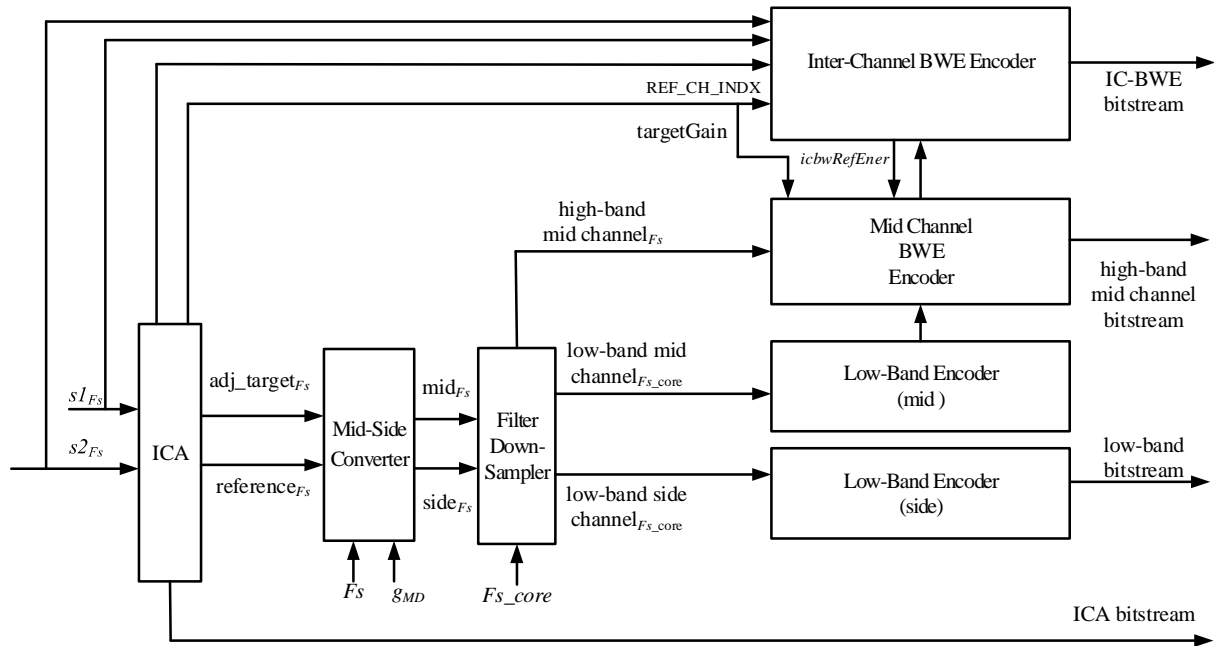 Inter-Channel BWE Encoder
IC-BWE
bitstream
REF_CH_INDX
targetGain
icbwRefEner
high-band
mid channelFs
Mid Channel
BWE
Encoder
high-band
mid channel
bitstream
s1Fs
s2Fs
ICA
adj_targetFs
referenceFs
Mid-Side
Converter
midFs
sideFs
Filter
Down-
Sampler
low-band mid
channelFs_core
low-band side
channelFs_core
Low-Band Encoder
(mid )
Low-Band Encoder
(side)
low-band
bitstream
Fs
gMD
Fs_core
ICA bitstream